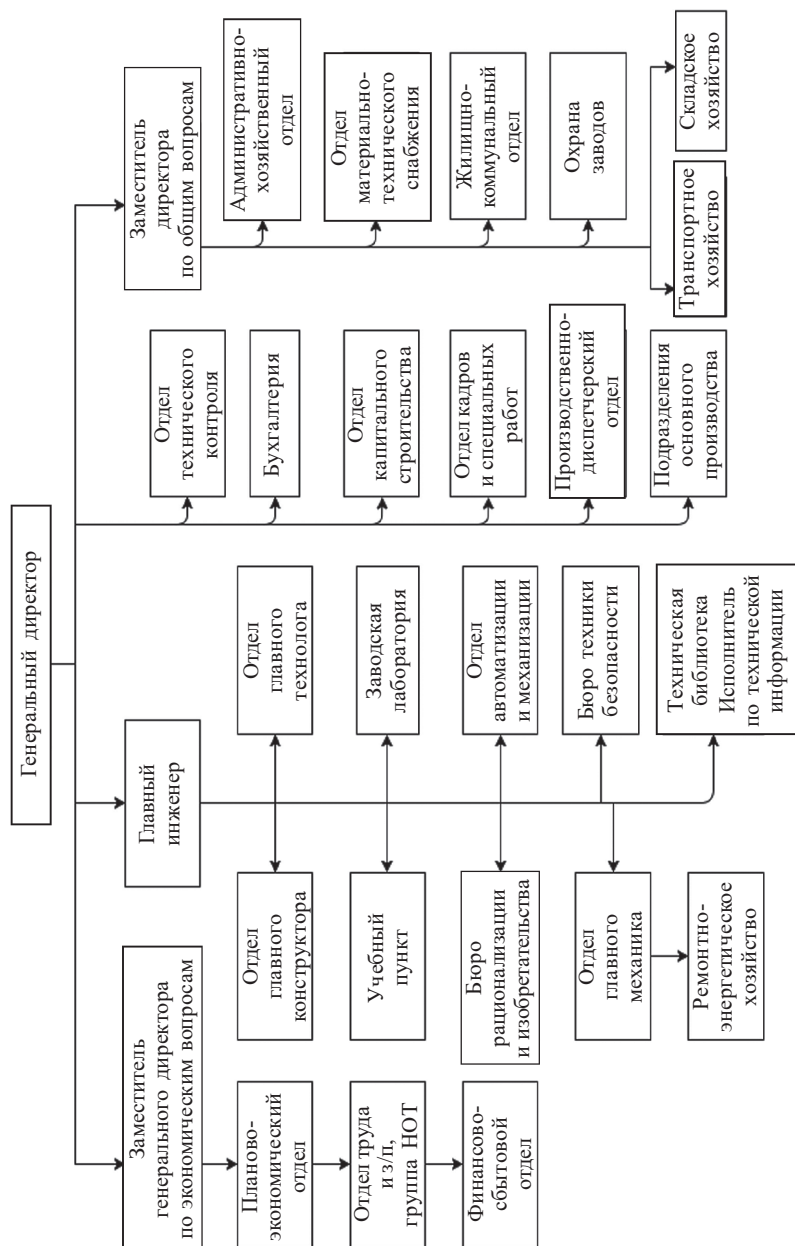 Генеральный директор
Заместитель
генерального директора
по экономическим вопросам
Планово-
экономический
отдел
Отдел труда
и з/п,
группа НОТ
Финансово-
сбытовой
отдел
Главный
инженер
Отдел
главного
конструктора
Отдел
главного
технолога
Учебный
пункт
Заводская
лаборатория
Бюро
рационализации
и изобретательства
Отдел
автоматизации
и механизации
Отдел
главного
механика
Бюро техники
безопасности
Ремонтно-
энергетическое
хозяйство
Техническая
библиотека
Исполнитель
по технической
информации
Отдел
технического
контроля
Бухгалтерия
Отдел
капитального
строительства
Отдел кадров
и специальных
работ
Производственно-
диспетчерский
отдел
Подразделения
основного
производства
Заместитель
директора
по общим вопросам
Административно-
хозяйственный
отдел
Отдел
материально-
технического
снабжения
Жилищно-
коммунальный
отдел
Охрана
заводов
Транспортное
хозяйство
Складское
хозяйство